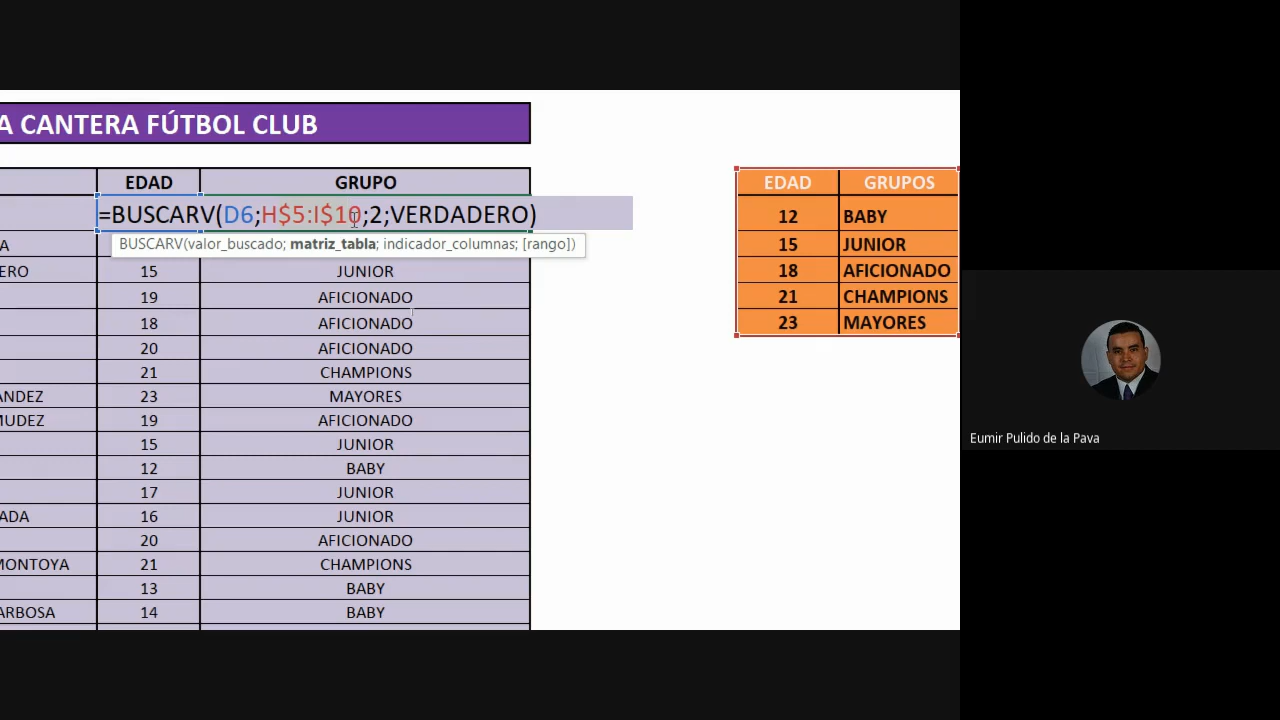 A CANTERA FÚTBOL CLUB
EDAD GRUPO
=BUSCARV(D6;H$5:I$10;2;VERDADERO)
A BUSCARV(valor_buscado; matriz_tabla; indicador_columnas; [rango])
ERO 15 JUNIOR
19 AFICIONADO
18 AFICIONADO
20 AFICIONADO
21 CHAMPIONS
ANDEZ 23 MAYORES
MUDEZ 19 AFICIONADO
15 JUNIOR
12 BABY
17 JUNIOR
ADA 16 JUNIOR
20 AFICIONADO
MONTOYA 21 CHAMPIONS
13 BABY
ARBOSA 14 BABY
EDAD GRUPOS
12 BABY
15 JUNIOR
18 AFICIONADO
21 CHAMPIONS
23 MAYORES
Eumir Pulido de la Pava